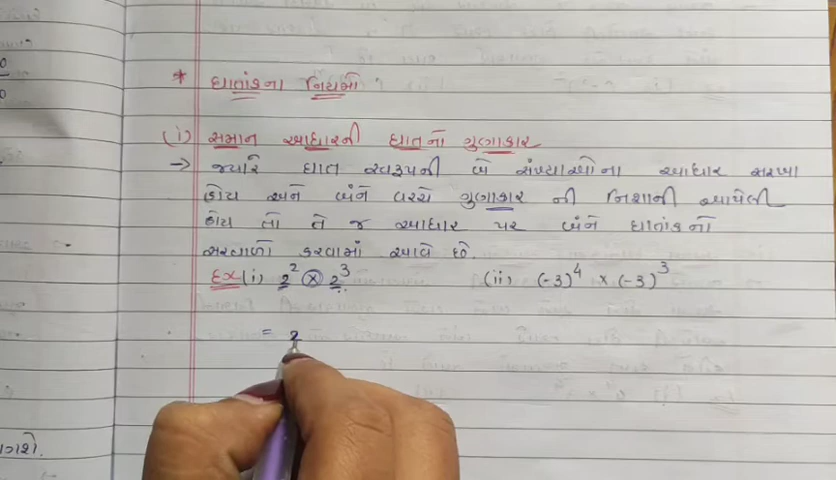 * ઘાતાંકના નિયમો :
(i) સમાન આધારની ઘાતનો ગુણાકાર
→ જ્યારે ઘાત સ્વરૂપની બે સંખ્યાઓના આધાર સરખા
હોય અને બંને વચ્ચે ગુણાકાર ની નિશાની આપેલી
હોય તો તે જ આધાર પર બંને ઘાતાંકનો
સરવાળો કરવામાં આવે છે.
Ex (i) 2² × 2³ (ii) (-3)⁴ × (-3)³
= 2